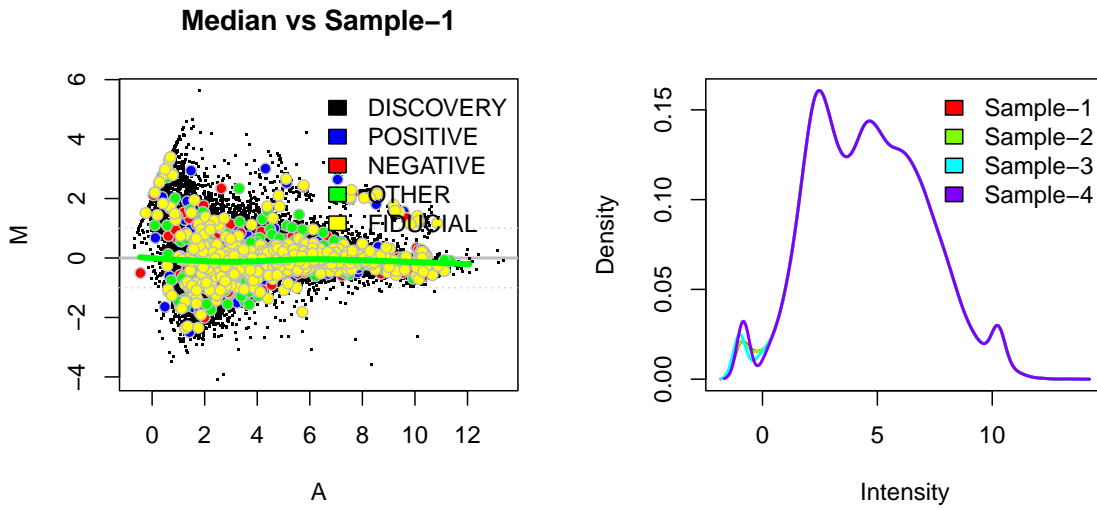 Median vs Sample−1
M
6
4
2
0
−2
−4
DISCOVERY
POSITIVE
NEGATIVE
OTHER
FIDUCIAL
0 2 4 6 8 10 12
A
Density
0.15
0.10
0.05
0.00
Sample−1
Sample−2
Sample−3
Sample−4
0 5 10
Intensity